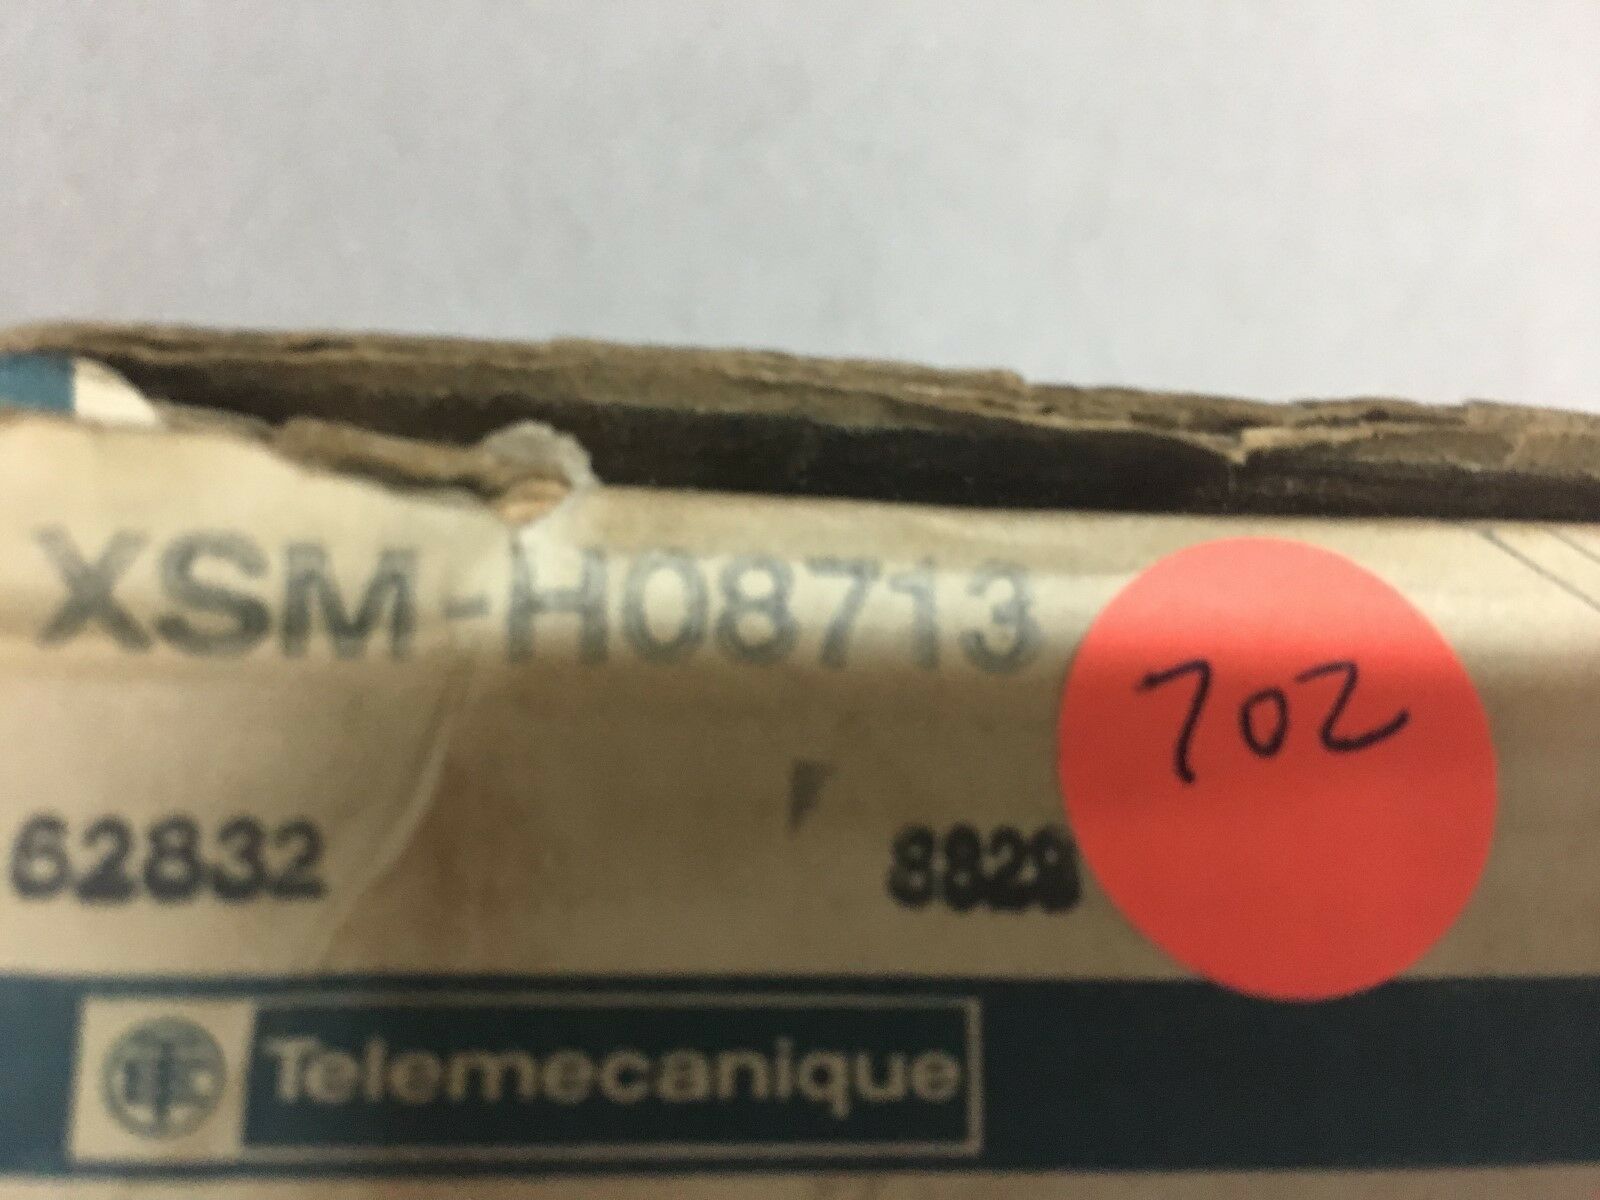 XSM-H08713
702
62832 F 8829
Telemecanique